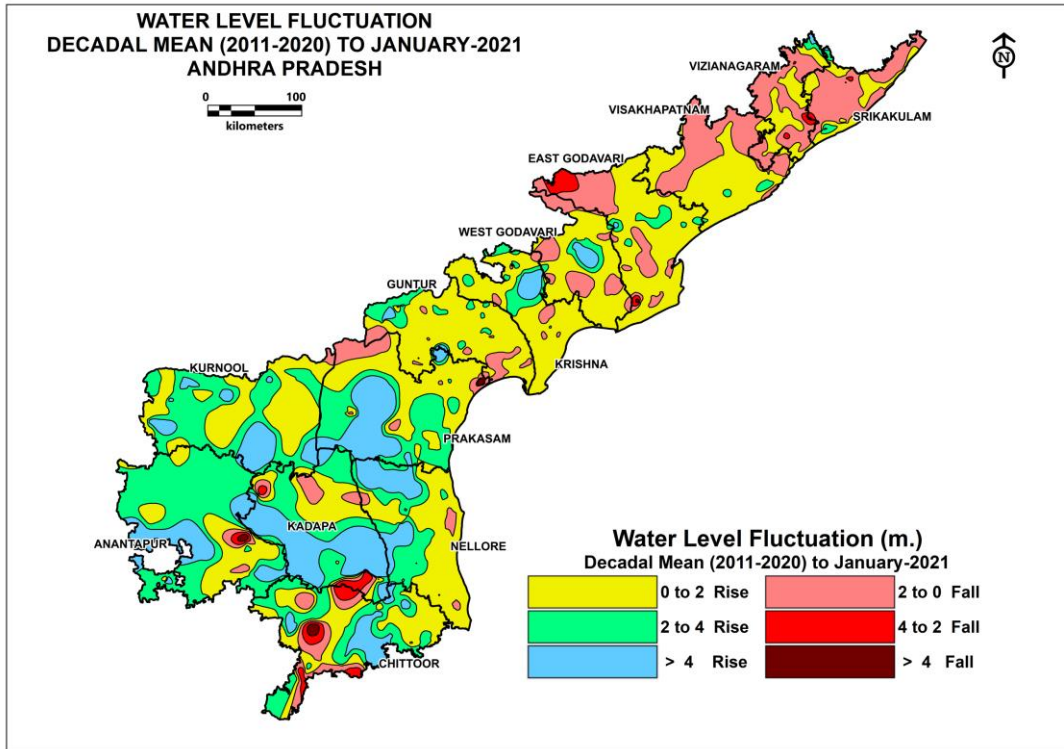 WATER LEVEL FLUCTUATION
DECADAL MEAN (2011-2020) TO JANUARY-2021
ANDHRA PRADESH
0 100
kilometers
N
VIZIANAGARAM
VISAKHAPATNAM
SRIKAKULAM
EAST GODAVARI
WEST GODAVARI
GUNTUR
KRISHNA
KURNOOL
PRAKASAM
KADAPA
ANANTAPUR
NELLORE
CHITTOOR
Water Level Fluctuation (m.)
Decadal Mean (2011-2020) to January-2021
0 to 2 Rise 2 to 0 Fall
2 to 4 Rise 4 to 2 Fall
> 4 Rise > 4 Fall